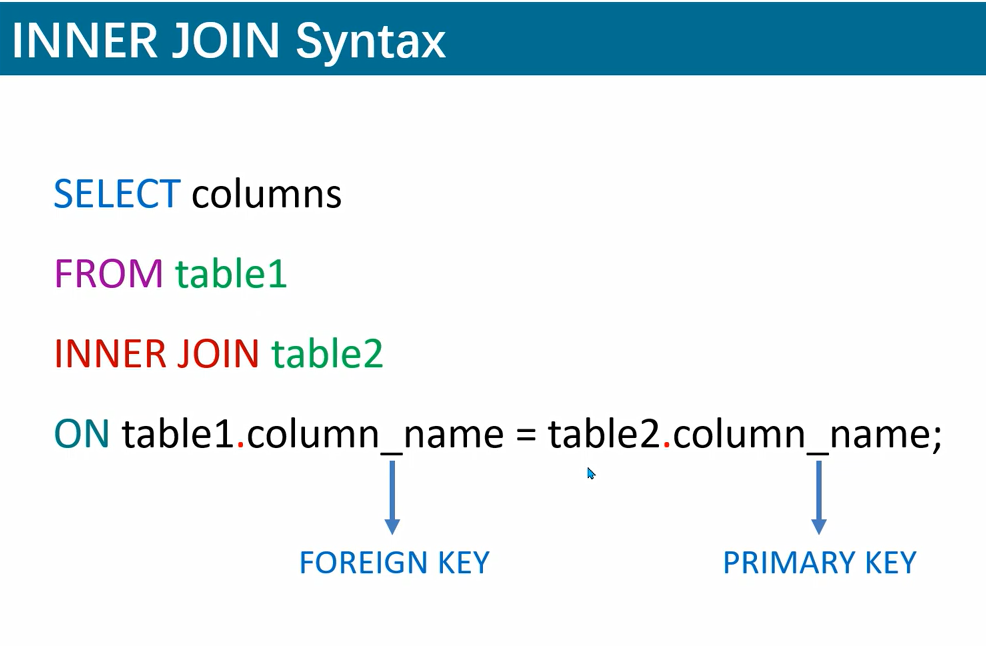 INNER JOIN Syntax
SELECT columns
FROM table1
INNER JOIN table2
ON table1.column_name = table2.column_name;
FOREIGN KEY PRIMARY KEY